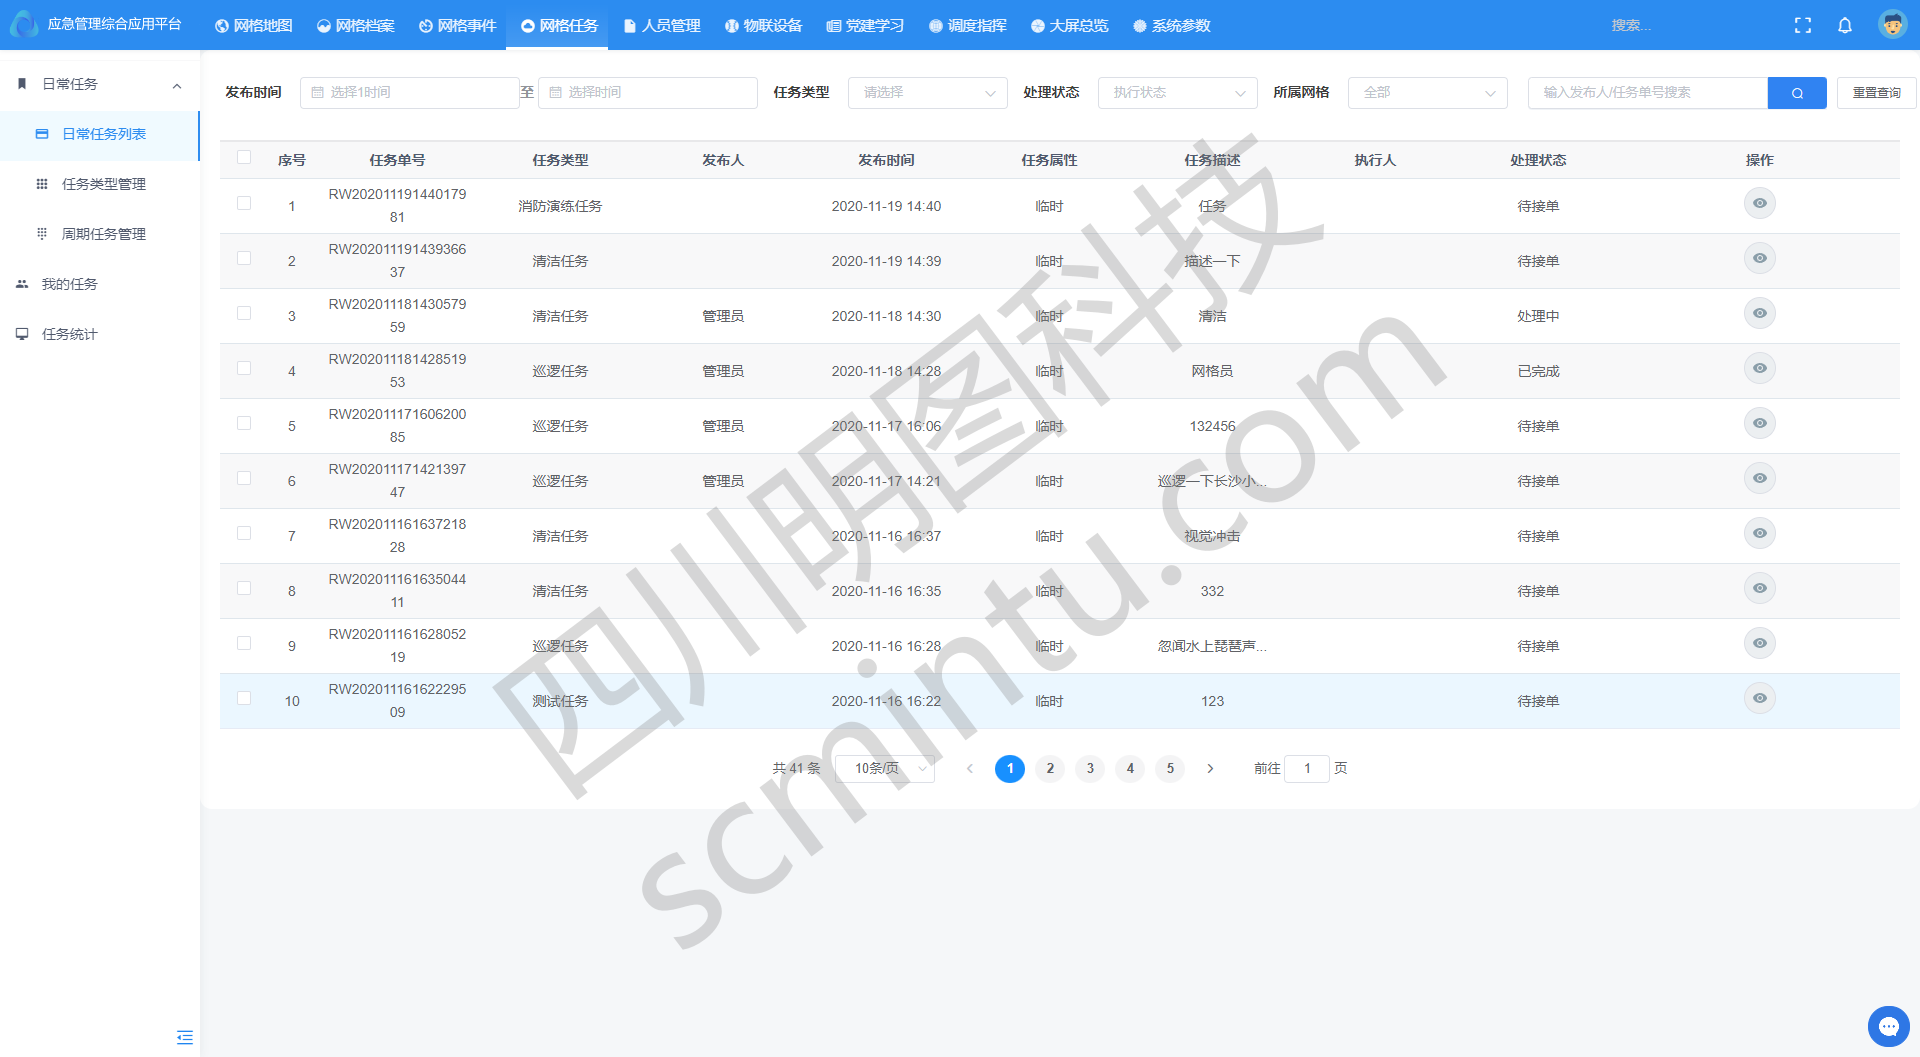 应急管理综合应用平台 网格地图 网格档案 网格事件 网格任务 人员管理 物联设备 党建学习 调度指挥 大屏总览 系统参数 搜索...
日常任务
日常任务列表
任务类型管理
周期任务管理
我的任务
任务统计
发布时间 选择1时间 至 选择时间 任务类型 请选择 处理状态 执行状态 所属网格 全部 输入发布人/任务单号搜索 重置查询
序号 任务单号 任务类型 发布人 发布时间 任务属性 任务描述 执行人 处理状态 操作
1 RW20201119144017981 消防演练任务 2020-11-19 14:40 临时 任务 待接单
2 RW20201119143936637 清洁任务 2020-11-19 14:39 临时 描述一下 待接单
3 RW20201118143057959 清洁任务 管理员 2020-11-18 14:30 临时 清洁 处理中
4 RW20201118142851953 巡逻任务 管理员 2020-11-18 14:28 临时 网格员 已完成
5 RW20201117160620085 巡逻任务 管理员 2020-11-17 16:06 临时 132456 待接单
6 RW20201117142139747 巡逻任务 管理员 2020-11-17 14:21 临时 巡逻一下长沙小... 待接单
7 RW20201116163721828 清洁任务 2020-11-16 16:37 临时 视觉冲击 待接单
8 RW20201116163504411 清洁任务 2020-11-16 16:35 临时 332 待接单
9 RW20201116162805219 巡逻任务 2020-11-16 16:28 临时 忽闻水上琵琶声... 待接单
10 RW20201116162229509 测试任务 2020-11-16 16:22 临时 123 待接单
共 41 条 10条/页 1 2 3 4 5 前往 1 页
四川明图科技
scmintu.com